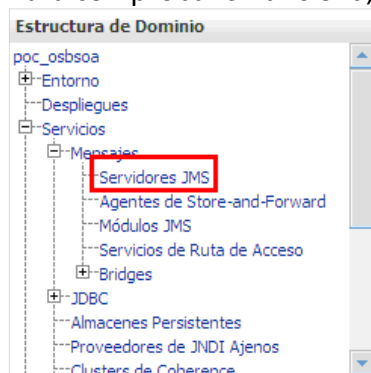 Estructura de Dominio
poc_osbsoa
Entorno
Despliegues
Servicios
Mensajes
Servidores JMS
Agentes de Store-and-Forward
Módulos JMS
Servicios de Ruta de Acceso
Bridges
JDBC
Almacenes Persistentes
Proveedores de JNDI Ajenos
Clusters de Coherence